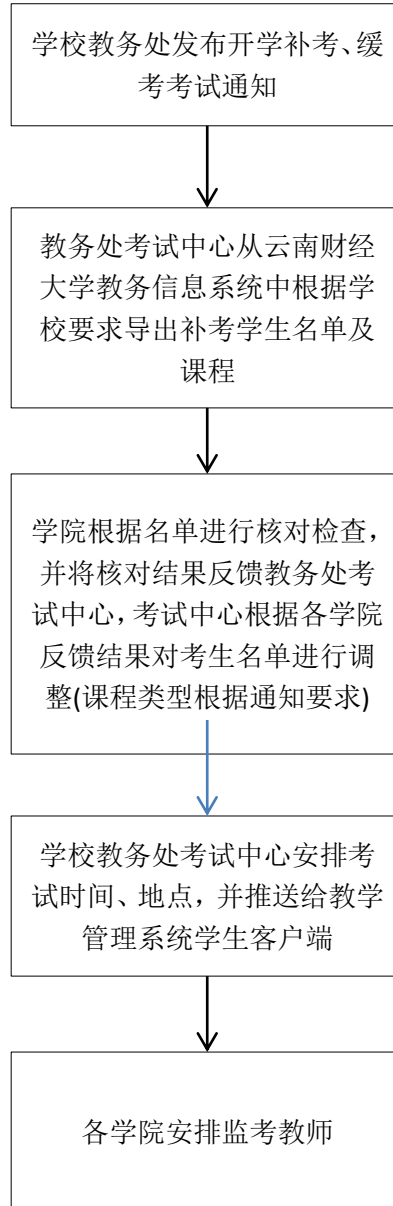 学校教务处发布开学补考、缓
考考试通知
教务处考试中心从云南财经
大学教务信息系统中根据学
校要求导出补考学生名单及
课程
学院根据名单进行核对检查，
并将核对结果反馈教务处考
试中心，考试中心根据各学院
反馈结果对考生名单进行调
整(课程类型根据通知要求)
学校教务处考试中心安排考
试时间、地点，并推送给教学
管理系统学生客户端
各学院安排监考教师